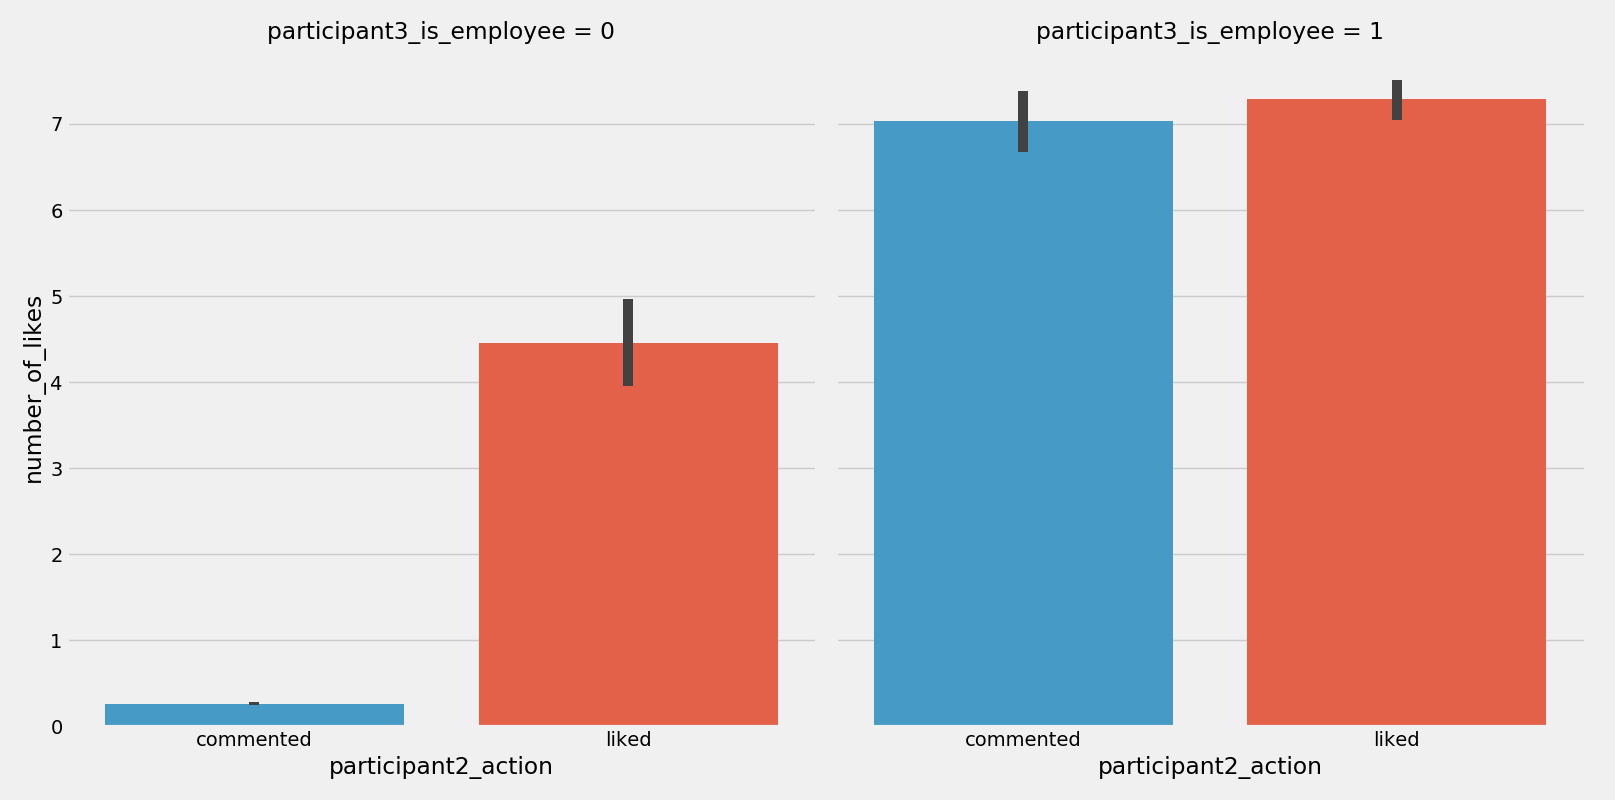 participant3_is_employee = 0
participant3_is_employee = 1
number_of_likes
7
6
5
4
3
2
1
0
commented
liked
commented
liked
participant2_action
participant2_action